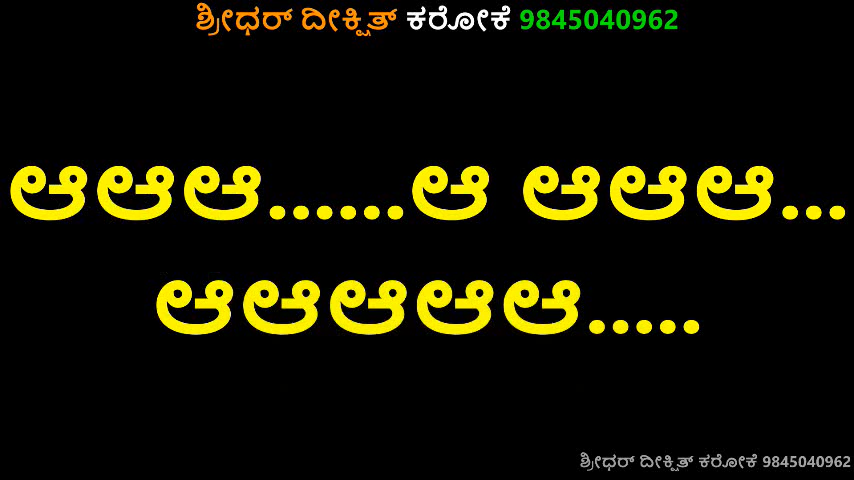 ಶ್ರೀಧರ್ ದೀಕ್ಷಿತ್ ಕರೋಕೆ 9845040962
ಆಆಆ......ಆ ಆಆಆ...
ಆಆಆಆಆ.....
ಶ್ರೀಧರ್ ದೀಕ್ಷಿತ್ ಕರೋಕೆ 9845040962